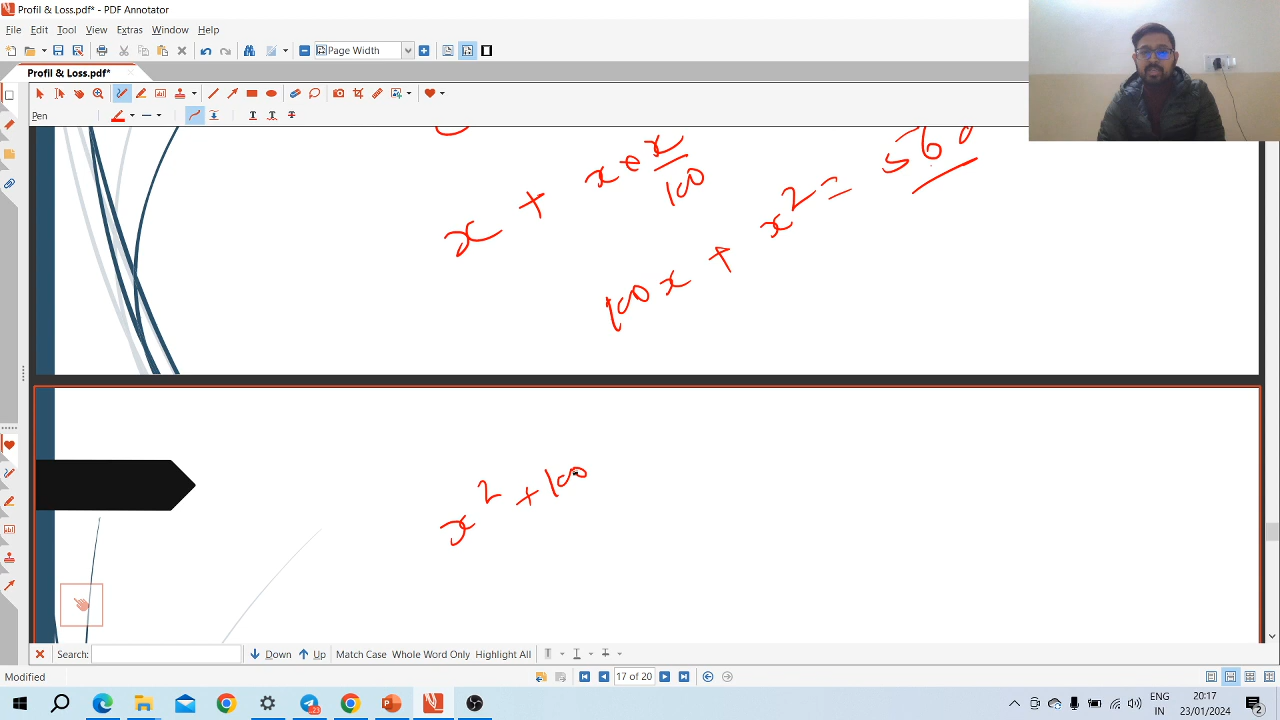 Profil & Loss.pdf* - PDF Annotator
File Edit Tool View Extras Window Help
Page Width
Profil & Loss.pdf*
Pen
x + x * x/100
100x + x² = 560
x² + 100
Search: Down Up Match Case Whole Word Only Highlight All
Modified 17 of 20
23
ENG 20:17
IN 23/01/2024 2